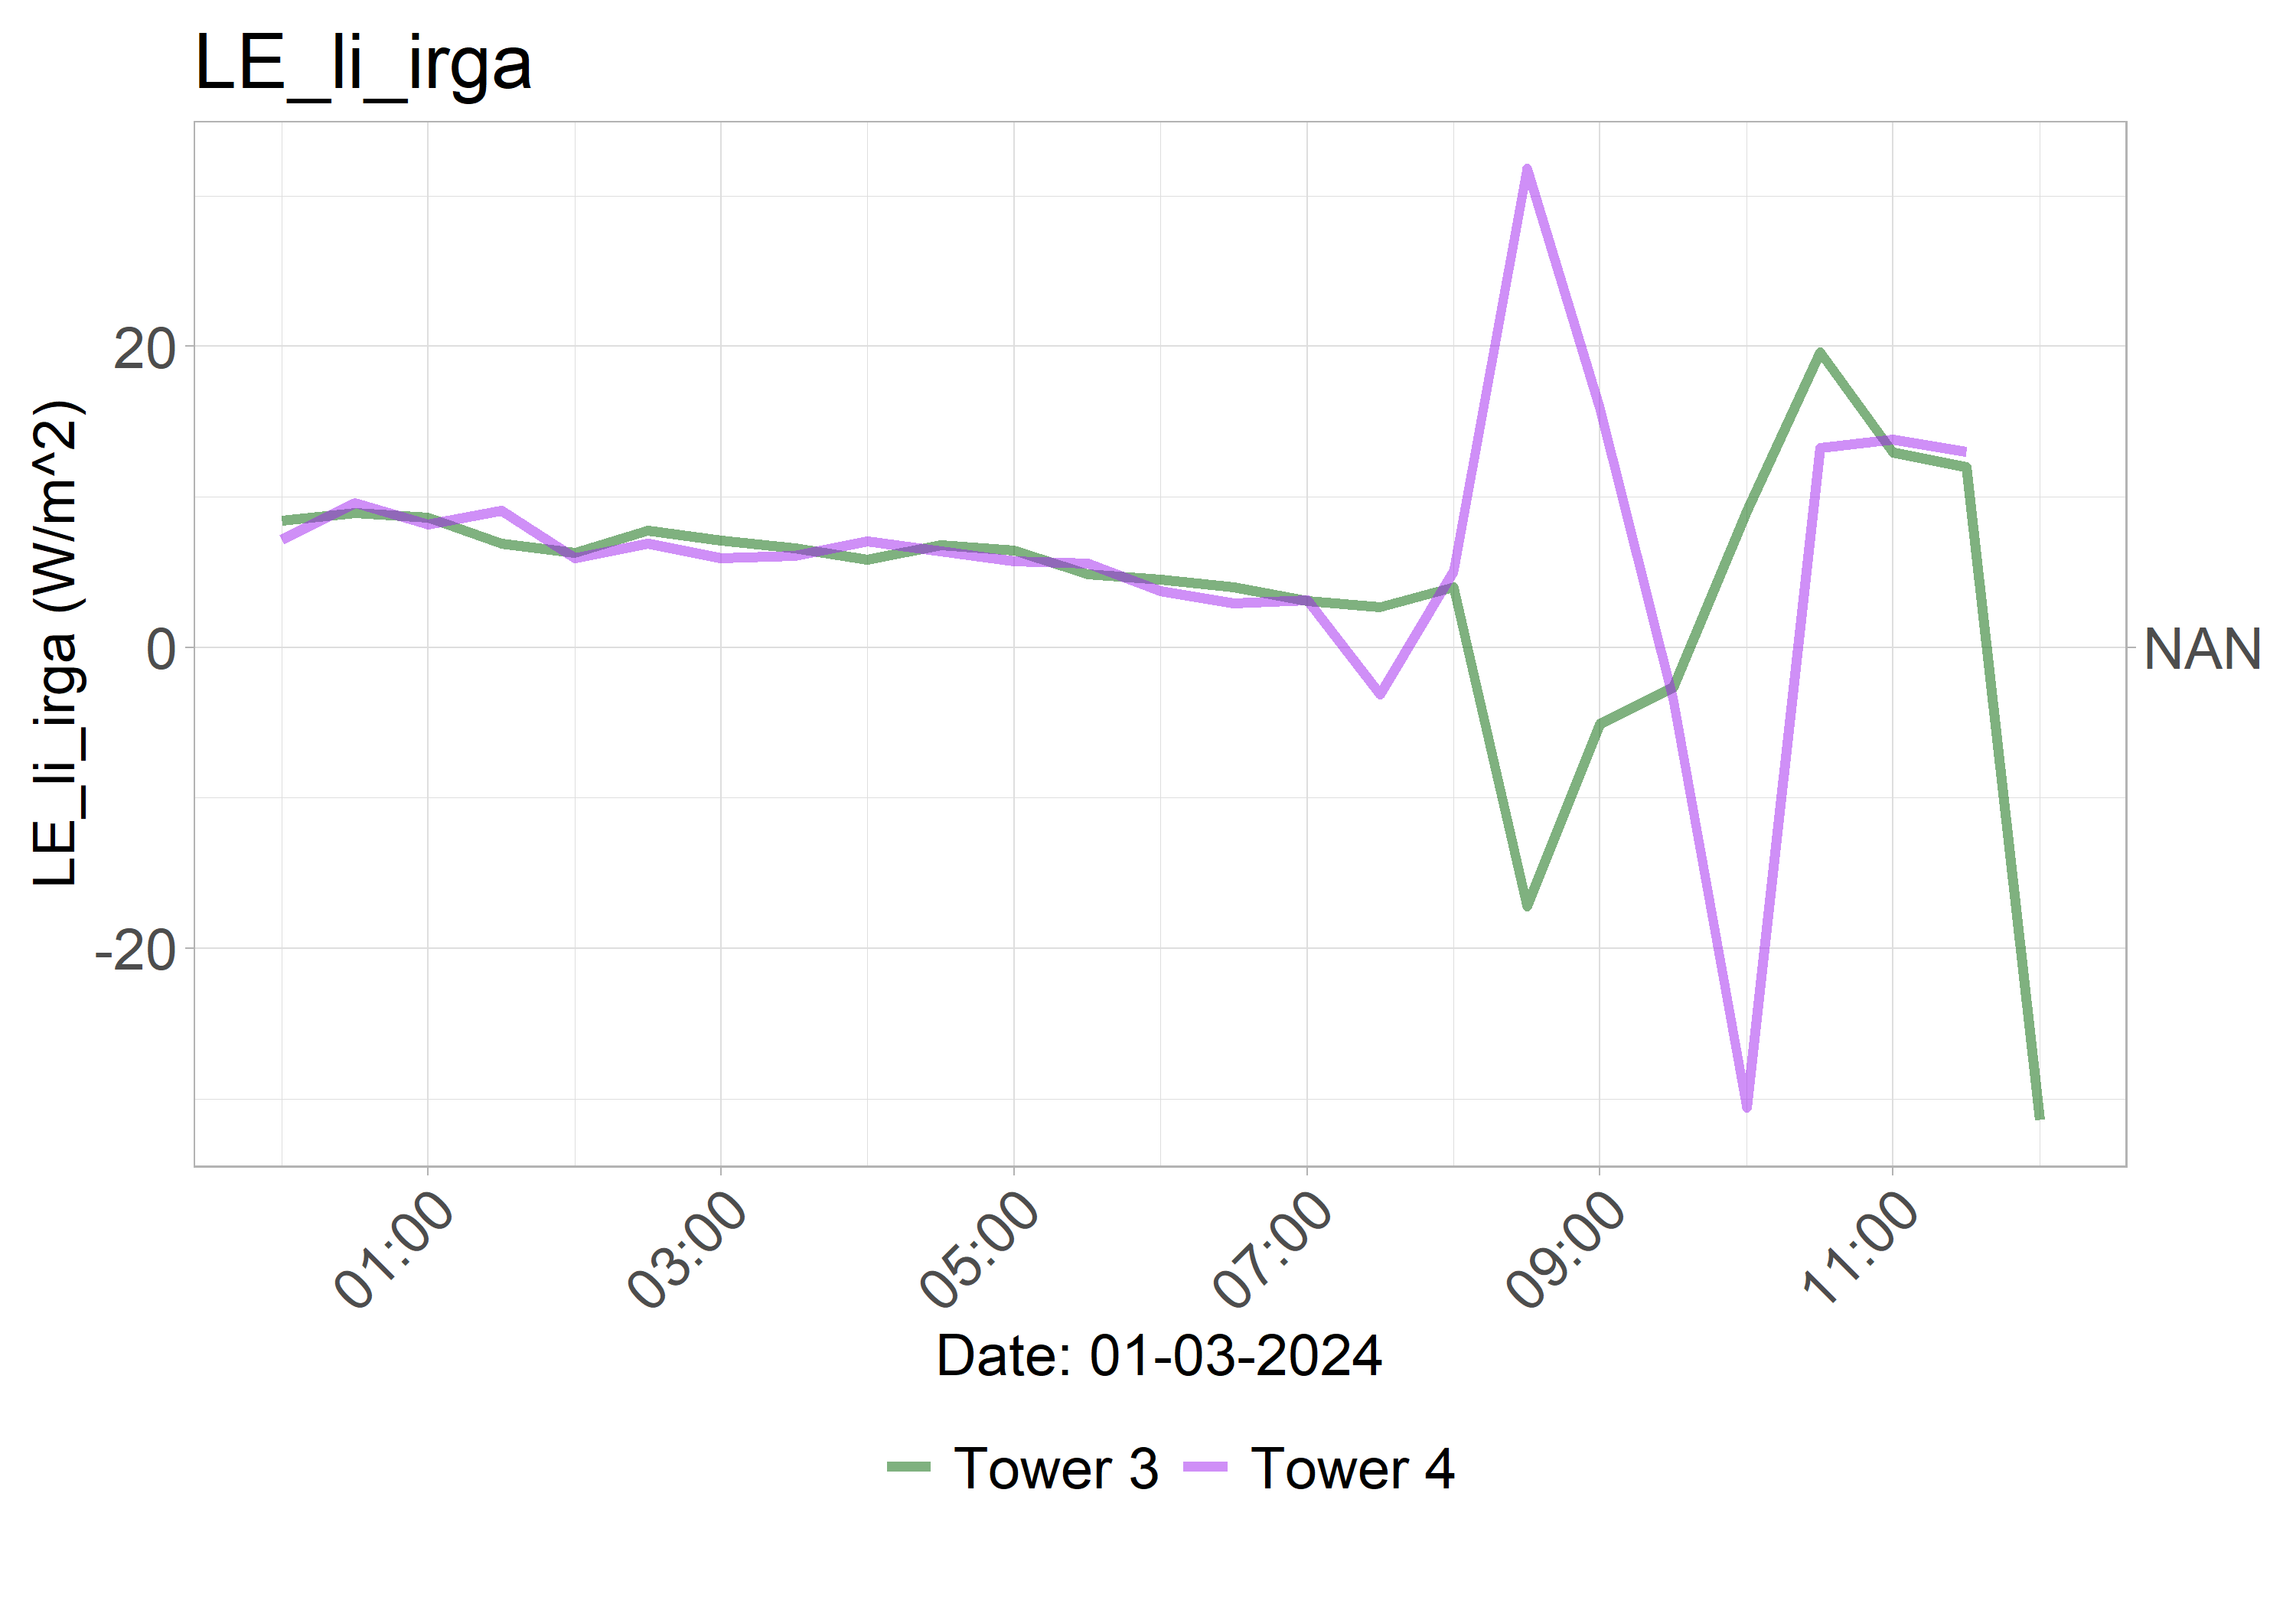 LE_li_irga
LE_li_irga (W/m^2)
20
0
-20
NAN
01:00
03:00
05:00
07:00
09:00
11:00
Date: 01-03-2024
Tower 3
Tower 4